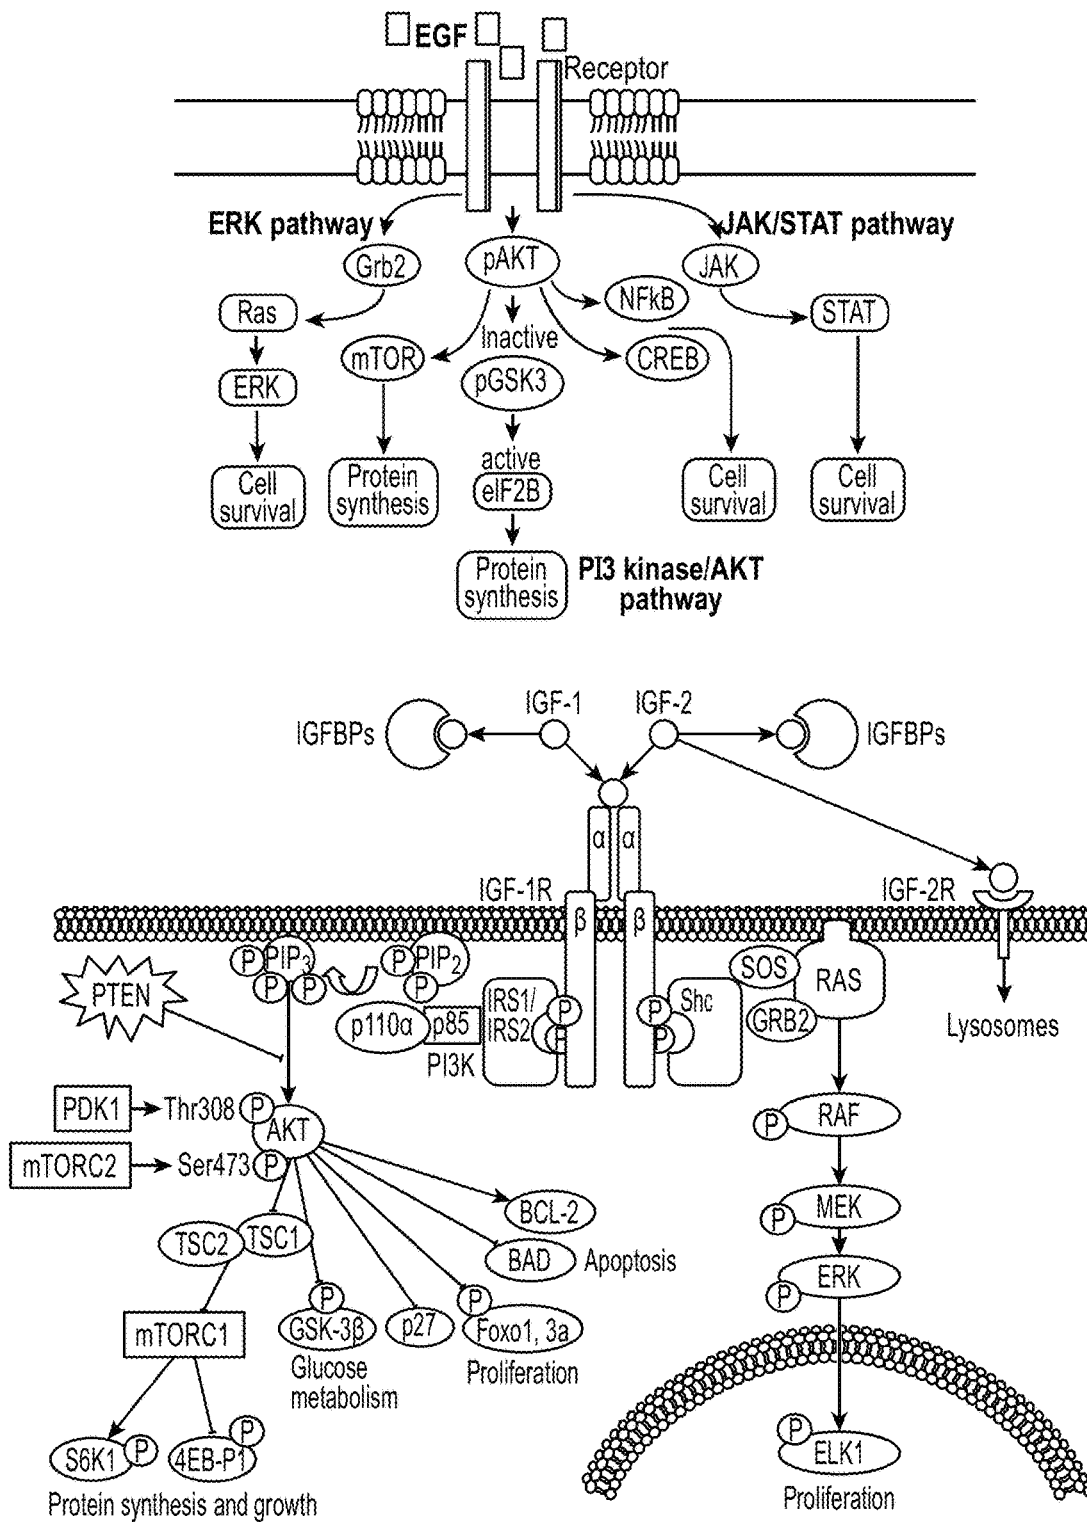 EGF
Receptor
ERK pathway
JAK/STAT pathway
Grb2
pAKT
JAK
NFkB
Ras
STAT
Inactive
mTOR
CREB
pGSK3
ERK
active
eIF2B
Cell
survival
Protein
synthesis
Cell
survival
Cell
survival
Protein
synthesis
PI3 kinase/AKT
pathway
IGF-1
IGF-2
IGFBPs
IGFBPs
α
α
IGF-1R
IGF-2R
β
β
P
PIP3
P
P
P
PIP2
P
SOS
RAS
PTEN
IRS1/
IRS2
P
P
P
P
Shc
GRB2
p110α
p85
PI3K
Lysosomes
PDK1
Thr308
P
AKT
P
RAF
mTORC2
Ser473
P
P
MEK
BCL-2
TSC2
TSC1
BAD
Apoptosis
P
ERK
P
GSK-3β
p27
P
Foxo1, 3a
mTORC1
Glucose
metabolism
Proliferation
S6K1
P
4EB-P1
P
P
ELK1
Protein synthesis and growth
Proliferation